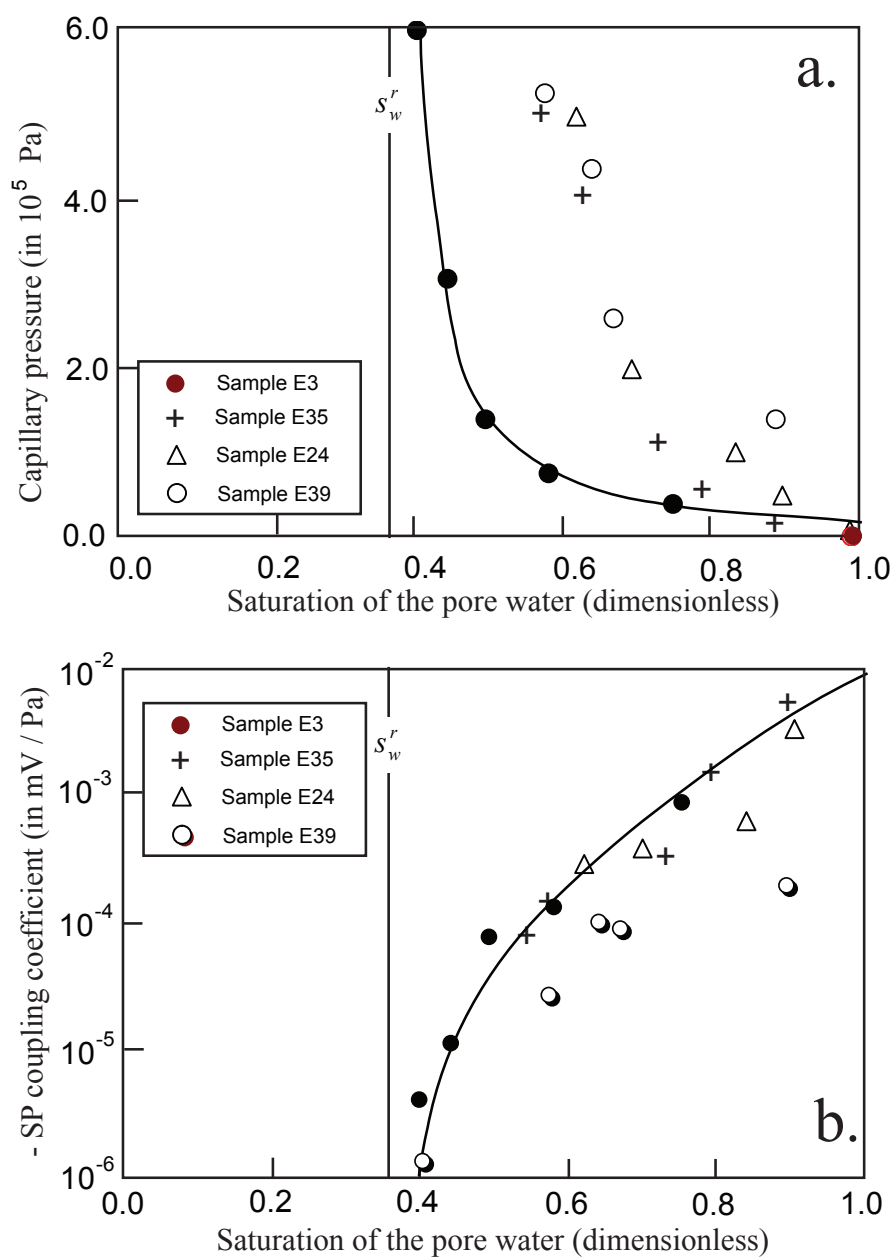 6.0
a.
s_w^r
Capillary pressure (in 10^5 Pa)
4.0
2.0
Sample E3
Sample E35
Sample E24
Sample E39
0.0
0.0 0.2 0.4 0.6 0.8 1.0
Saturation of the pore water (dimensionless)
10^-2
Sample E3
Sample E35
Sample E24
Sample E39
s_w^r
- SP coupling coefficient (in mV / Pa)
10^-3
10^-4
10^-5
b.
10^-6
0.0 0.2 0.4 0.6 0.8 1.0
Saturation of the pore water (dimensionless)